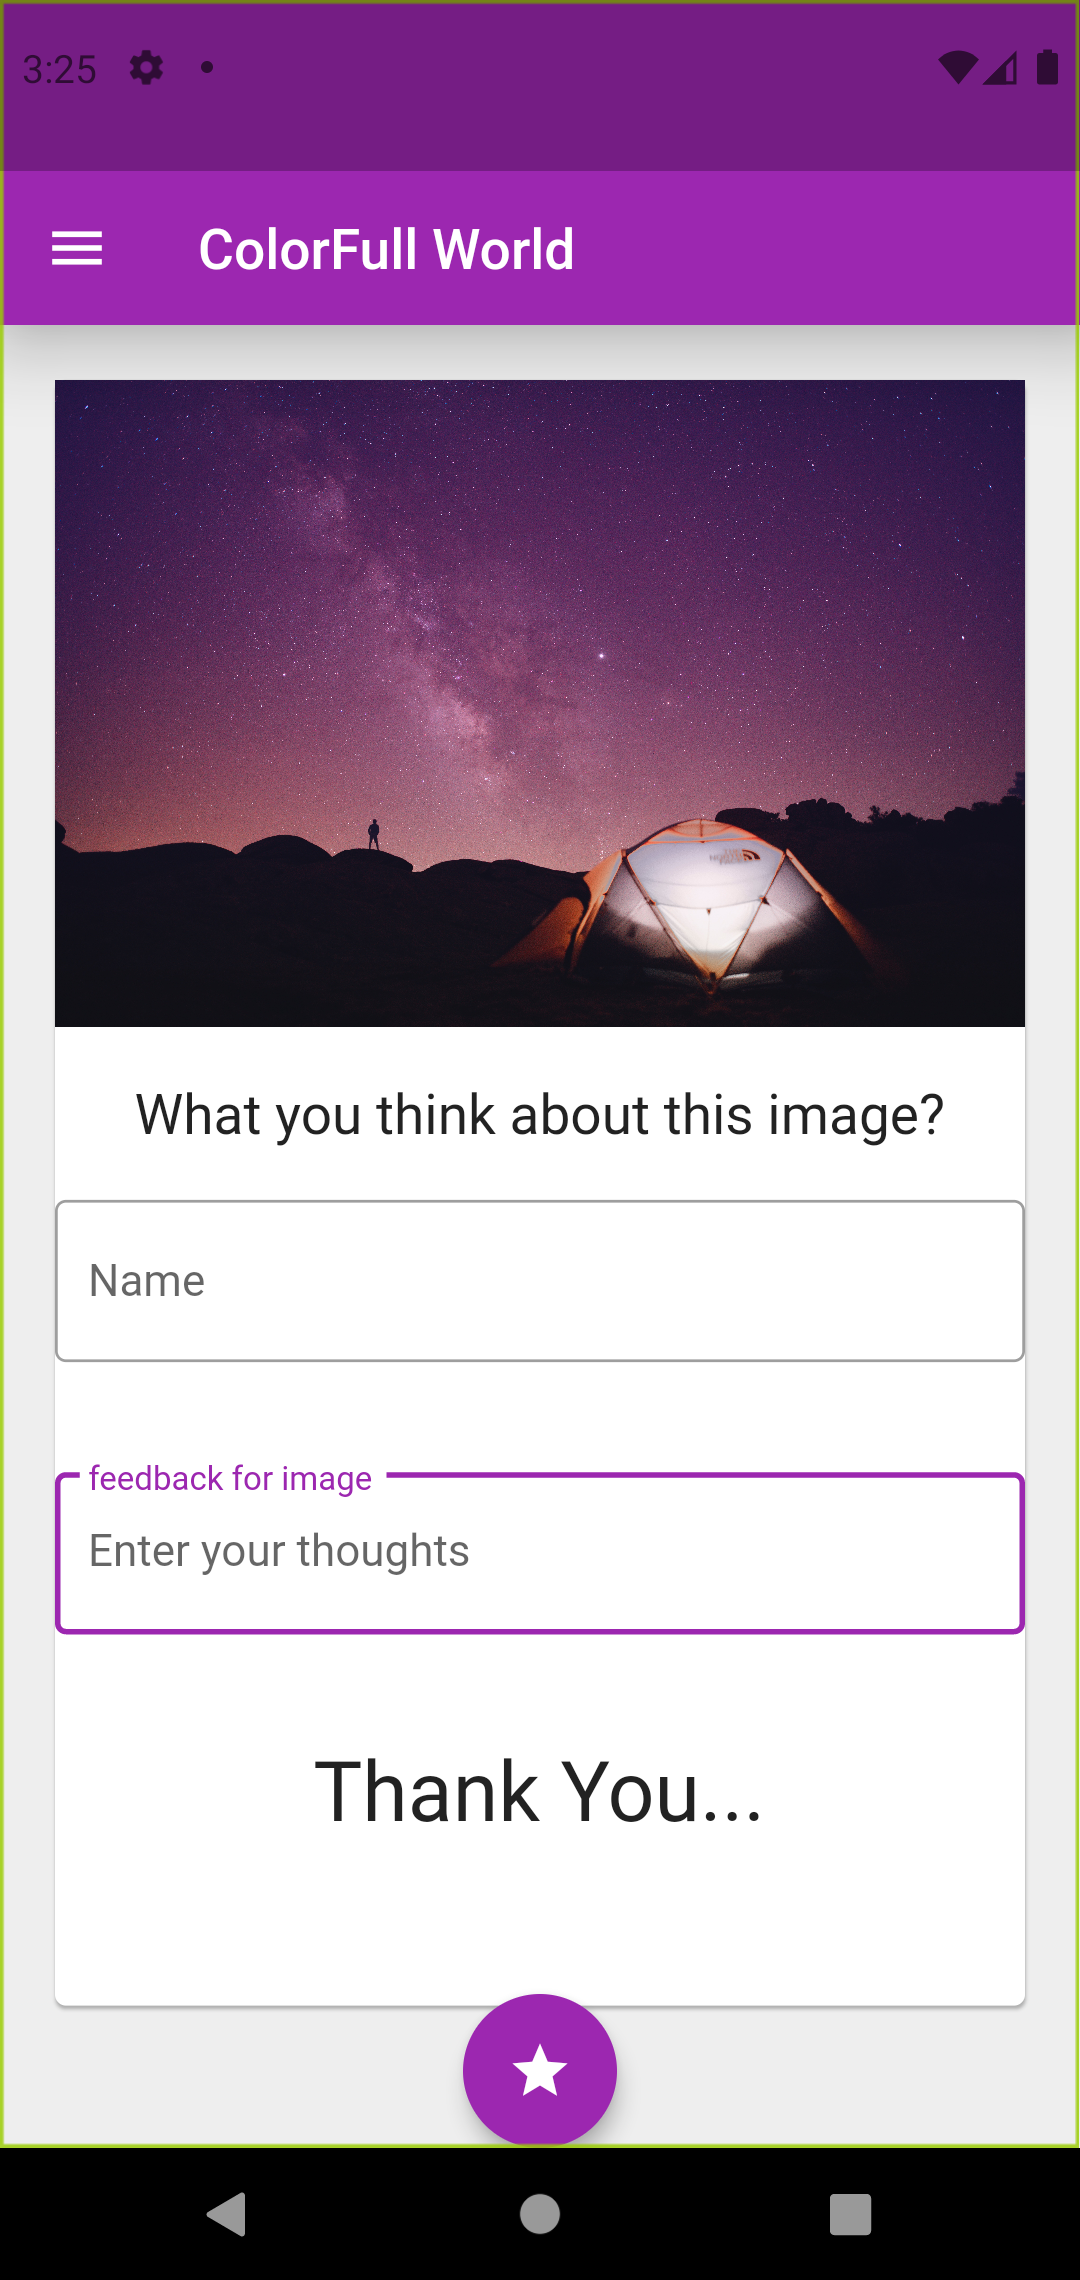 3:25
ColorFull World
What you think about this image?
Name
feedback for image
Enter your thoughts
Thank You...